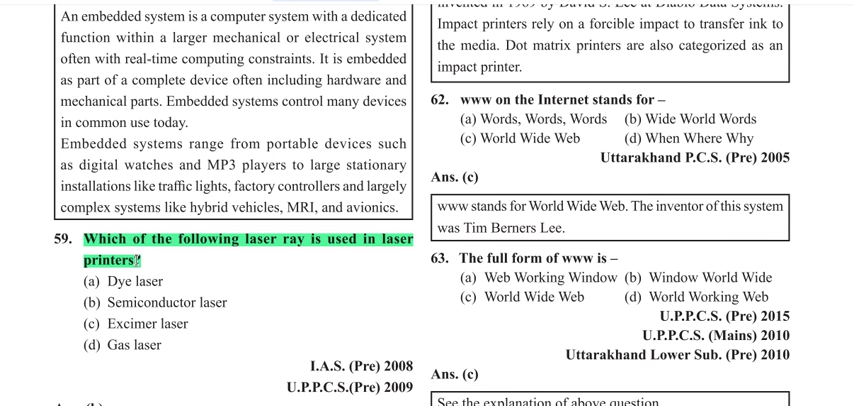 An embedded system is a computer system with a dedicated
function within a larger mechanical or electrical system
often with real-time computing constraints. It is embedded
as part of a complete device often including hardware and
mechanical parts. Embedded systems control many devices
in common use today.
Embedded systems range from portable devices such
as digital watches and MP3 players to large stationary
installations like traffic lights, factory controllers and largely
complex systems like hybrid vehicles, MRI, and avionics.
59. Which of the following laser ray is used in laser
printers?
(a) Dye laser
(b) Semiconductor laser
(c) Excimer laser
(d) Gas laser
I.A.S. (Pre) 2008
U.P.P.C.S.(Pre) 2009
Impact printers rely on a forcible impact to transfer ink to
the media. Dot matrix printers are also categorized as an
impact printer.
62. www on the Internet stands for –
(a) Words, Words, Words (b) Wide World Words
(c) World Wide Web (d) When Where Why
Uttarakhand P.C.S. (Pre) 2005
Ans. (c)
www stands for World Wide Web. The inventor of this system
was Tim Berners Lee.
63. The full form of www is –
(a) Web Working Window (b) Window World Wide
(c) World Wide Web (d) World Working Web
U.P.P.C.S. (Pre) 2015
U.P.P.C.S. (Mains) 2010
Uttarakhand Lower Sub. (Pre) 2010
Ans. (c)
See the explanation of above question